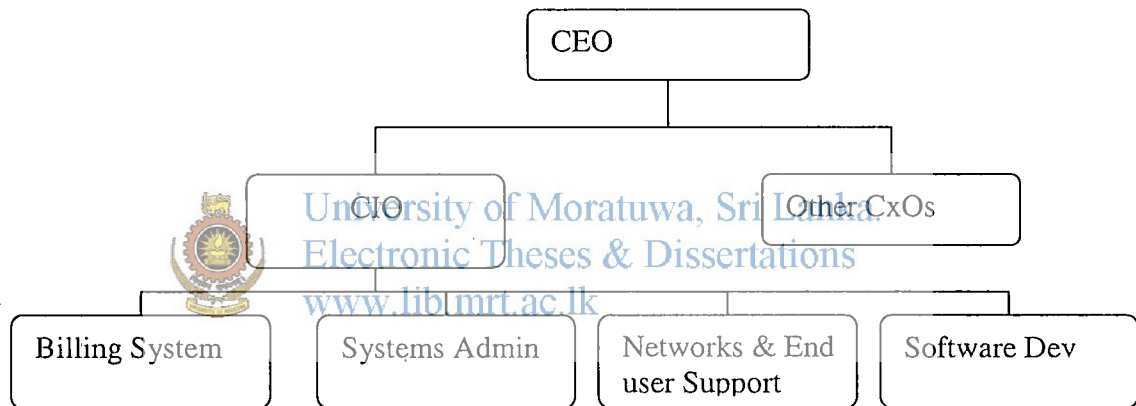 CEO
CIO
Other CxOs
University of Moratuwa, Sri Lanka.
Electronic Theses & Dissertations
www.lib.mrt.ac.lk
Billing System
Systems Admin
Networks & End
user Support
Software Dev